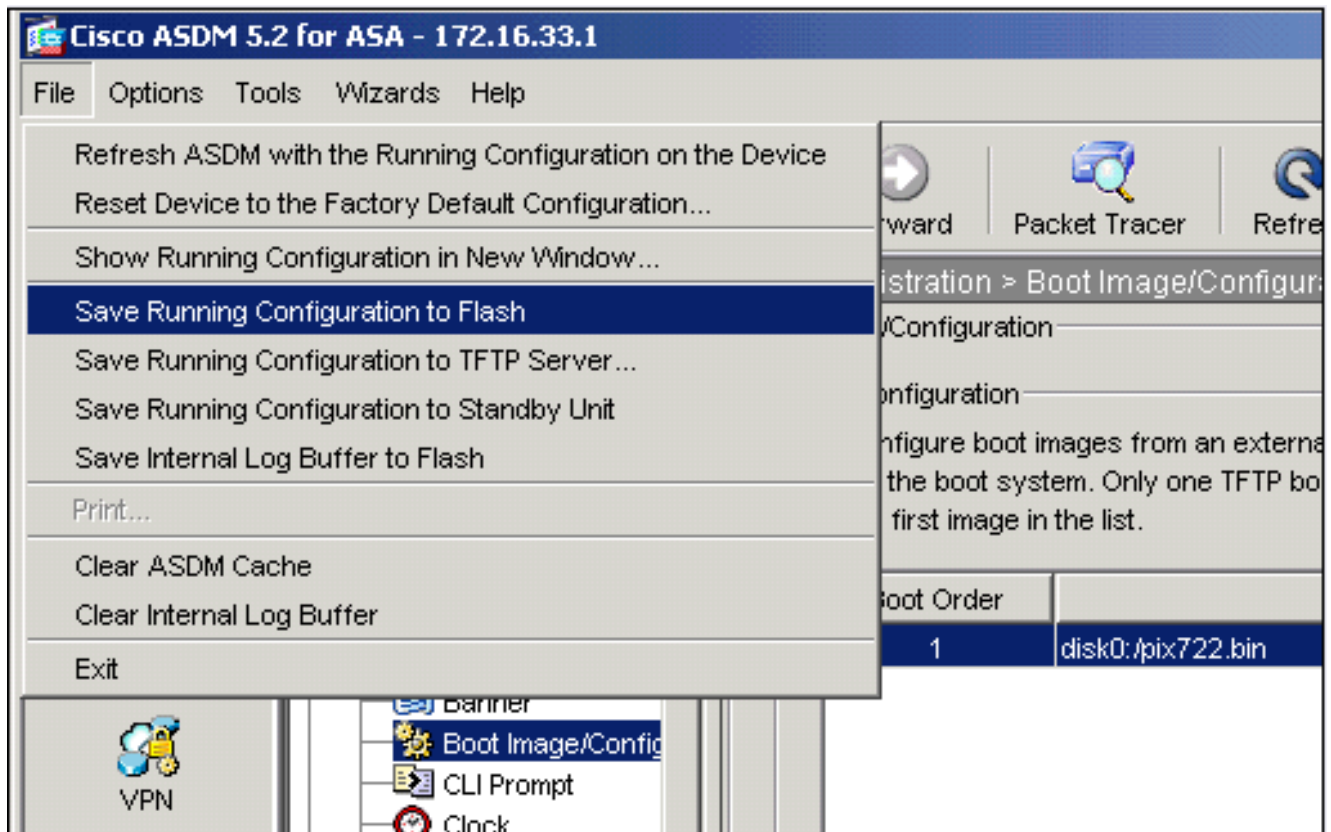 Cisco ASDM 5.2 for ASA - 172.16.33.1
File Options Tools Wizards Help
Refresh ASDM with the Running Configuration on the Device
Reset Device to the Factory Default Configuration...
Show Running Configuration in New Window...
Save Running Configuration to Flash
Save Running Configuration to TFTP Server...
Save Running Configuration to Standby Unit
Save Internal Log Buffer to Flash
Print...
Clear ASDM Cache
Clear Internal Log Buffer
Exit
ward Packet Tracer Refre
istration > Boot Image/Configur
/Configuration
onfiguration
nfigure boot images from an externa
the boot system. Only one TFTP bo
first image in the list.
Boot Order
1 disk0:/pix722.bin
Banner
Boot Image/Config
CLI Prompt
Clock
VPN